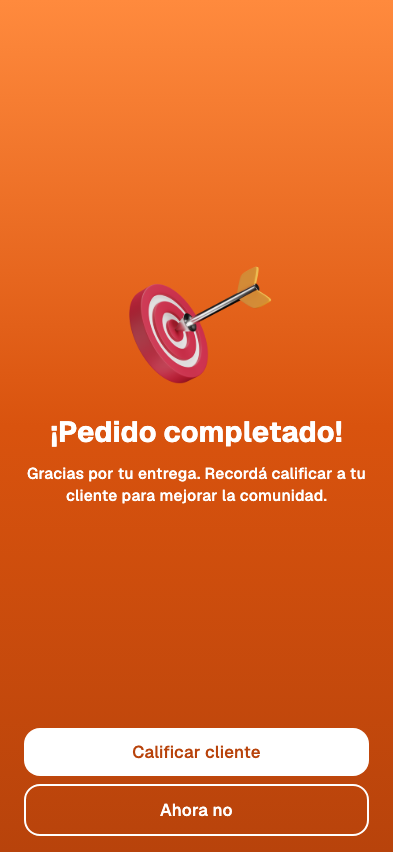 ¡Pedido completado!
Gracias por tu entrega. Recordá calificar a tu
cliente para mejorar la comunidad.
Calificar cliente
Ahora no